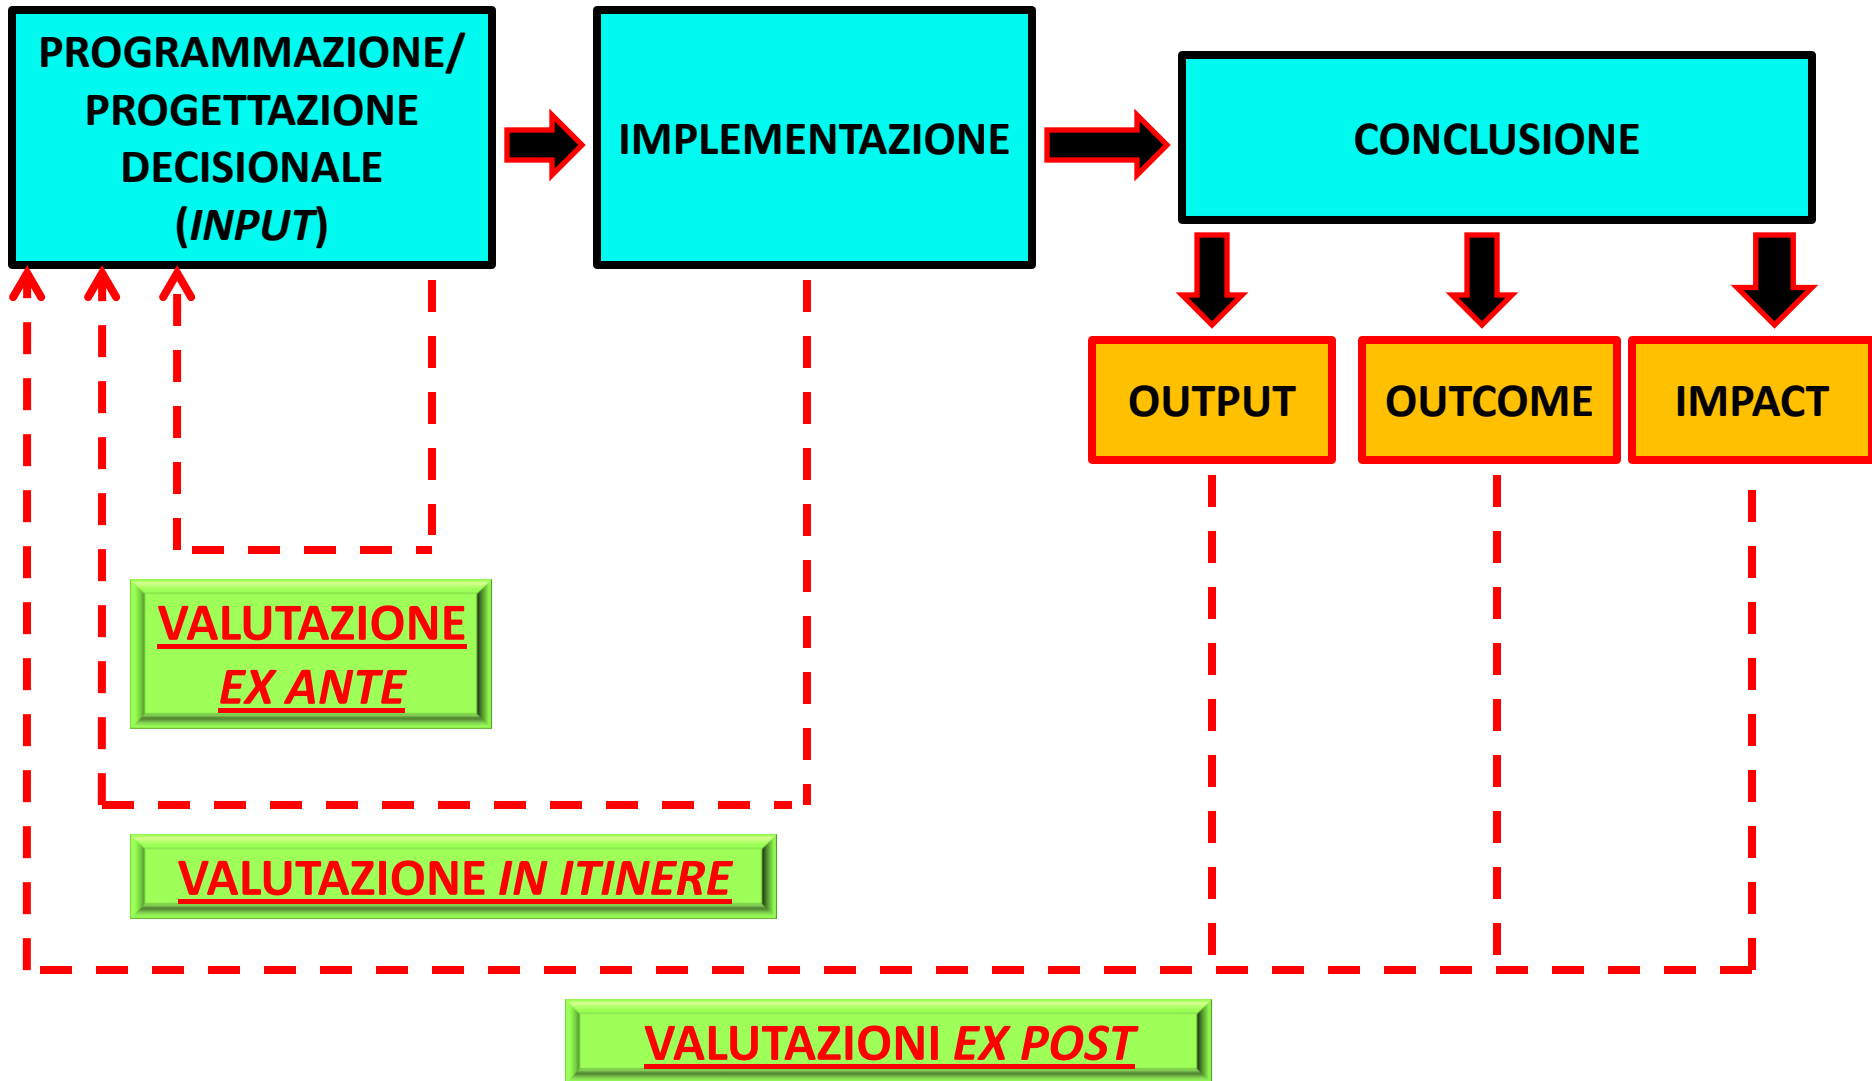 PROGRAMMAZIONE/
PROGETTAZIONE
DECISIONALE
(INPUT)
IMPLEMENTAZIONE
CONCLUSIONE
OUTPUT
OUTCOME
IMPACT
VALUTAZIONE
EX ANTE
VALUTAZIONE IN ITINERE
VALUTAZIONI EX POST